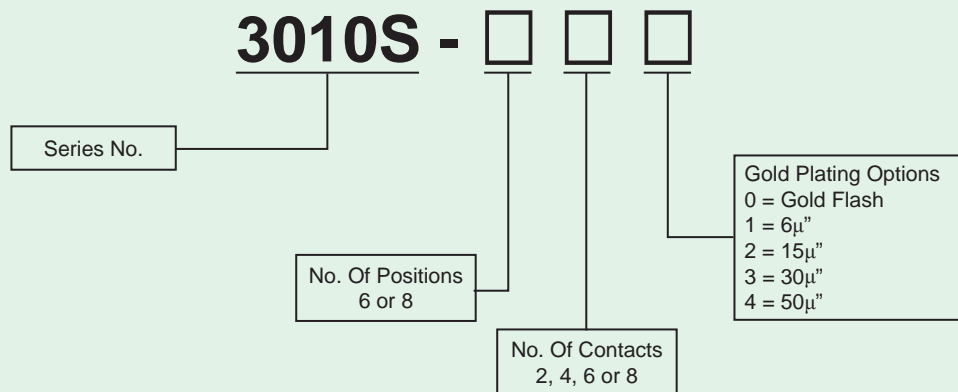 3010S - □ □ □
Series No.
Gold Plating Options
0 = Gold Flash
1 = 6μ”
2 = 15μ”
3 = 30μ”
4 = 50μ”
No. Of Positions
6 or 8
No. Of Contacts
2, 4, 6 or 8